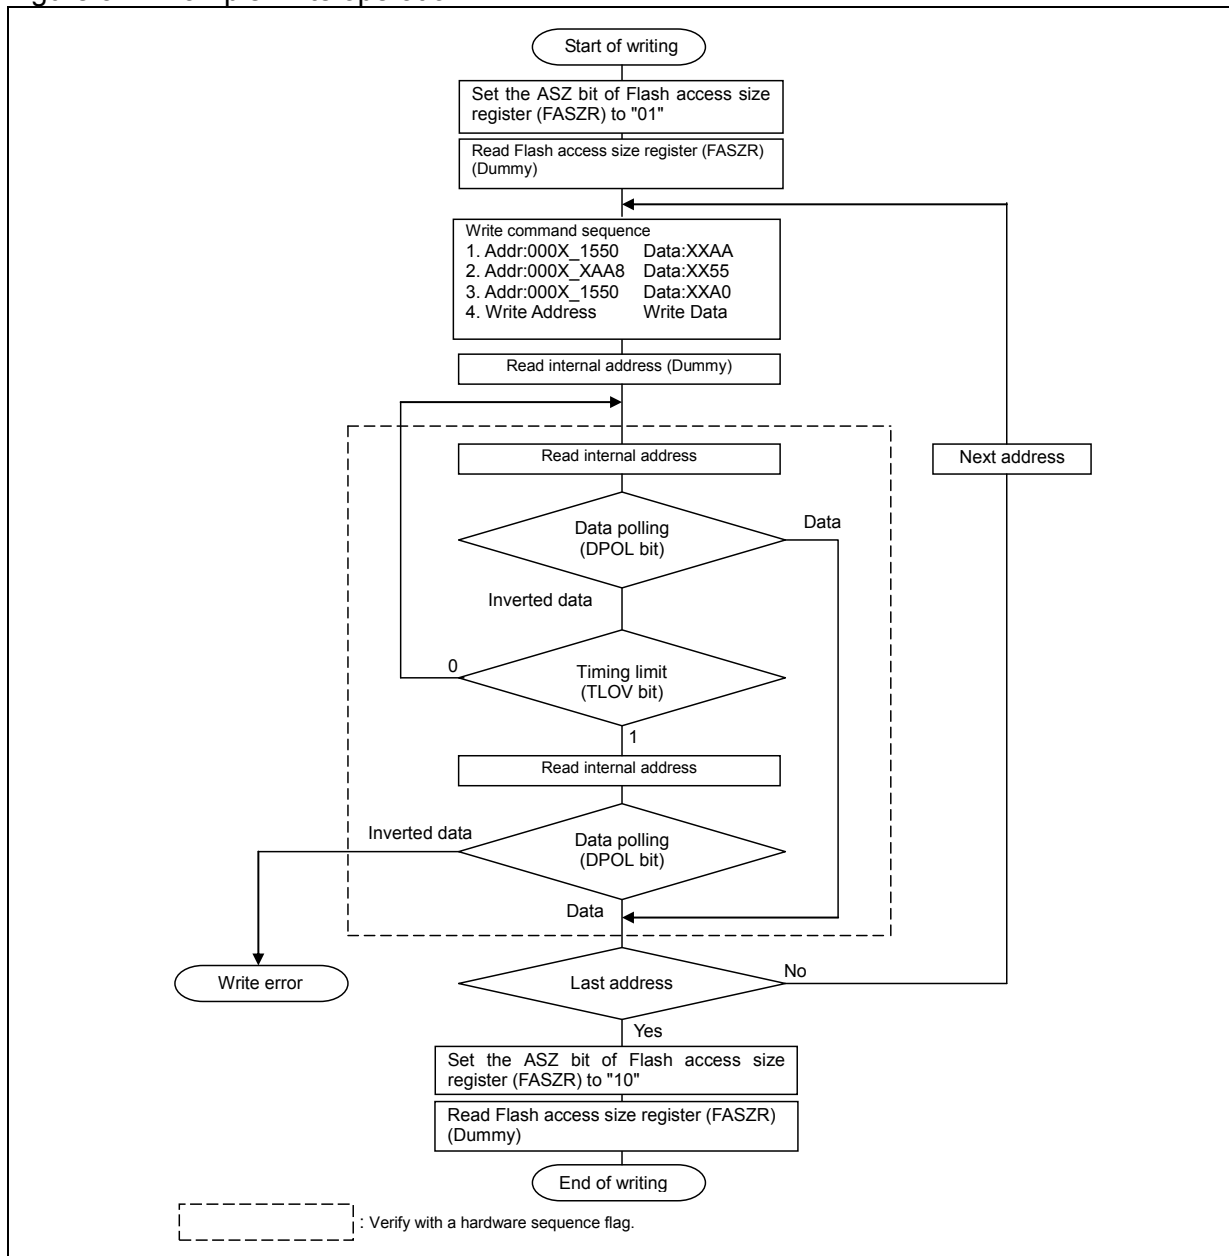 Start of writing
Set the ASZ bit of Flash access size
register (FASZR) to "01"
Read Flash access size register (FASZR)
(Dummy)
Write command sequence
1. Addr:000X_1550 Data:XXAA
2. Addr:000X_XAA8 Data:XX55
3. Addr:000X_1550 Data:XXA0
4. Write Address Write Data
Read internal address (Dummy)
Read internal address
Next address
Data polling
(DPOL bit)
Data
Inverted data
0
Timing limit
(TLOV bit)
1
Read internal address
Inverted data
Data polling
(DPOL bit)
Data
Write error
Last address
No
Yes
Set the ASZ bit of Flash access size
register (FASZR) to "10"
Read Flash access size register (FASZR)
(Dummy)
End of writing
: Verify with a hardware sequence flag.